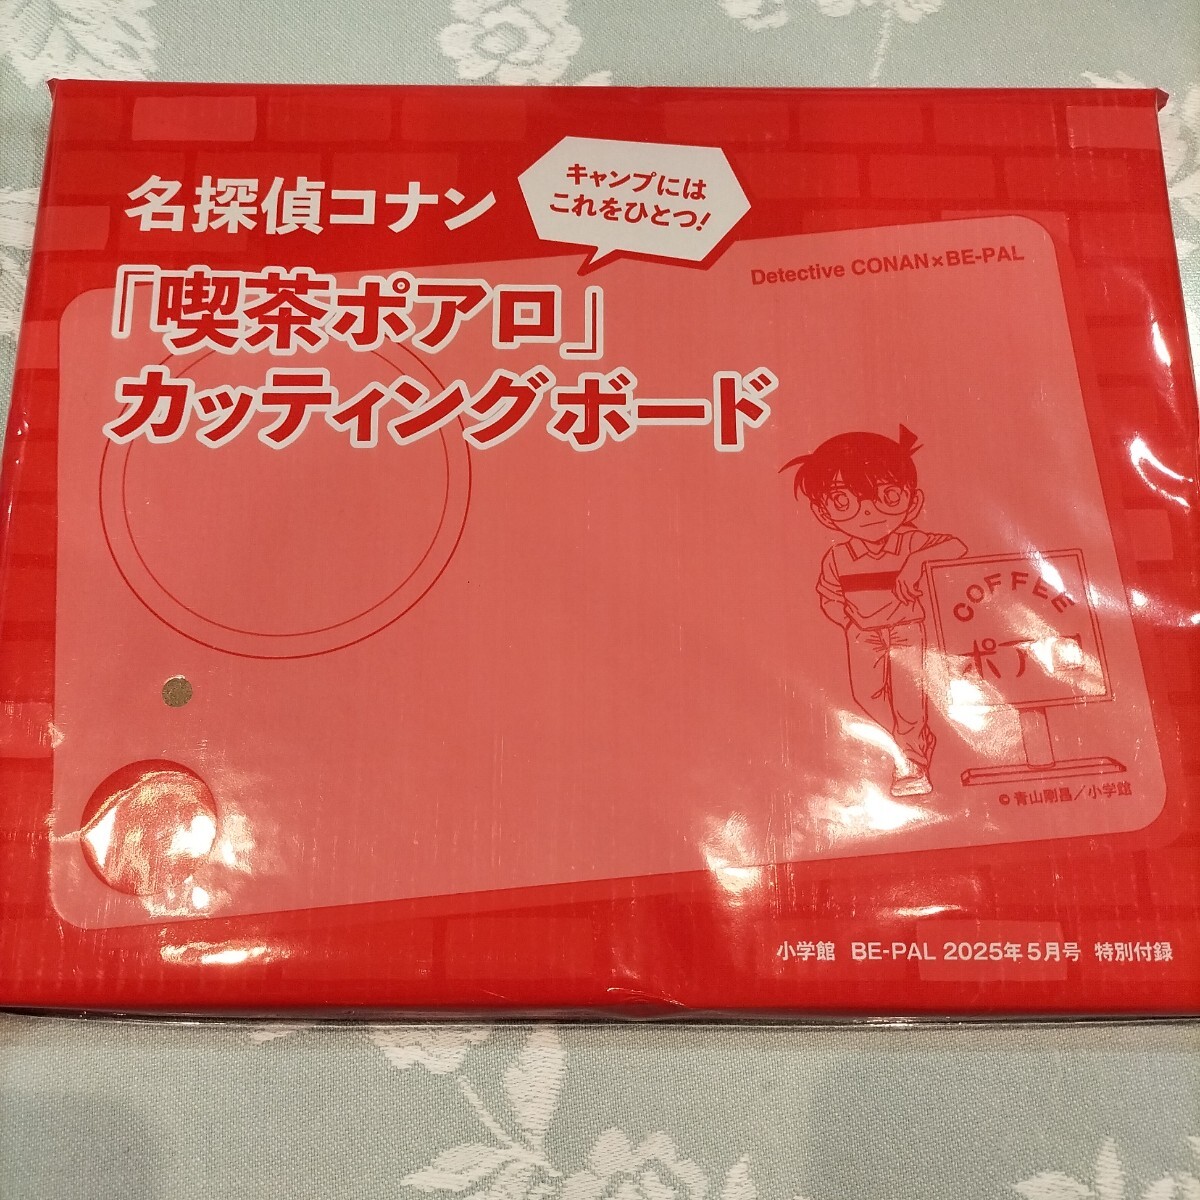 名探偵コナン
キャンプには
これをひとつ!
Detective CONAN×BE-PAL
「喫茶ポアロ」
カッティングボード
COFFEE
ポアロ
© 青山剛昌／小学館
小学館 BE-PAL 2025年5月号 特別付録